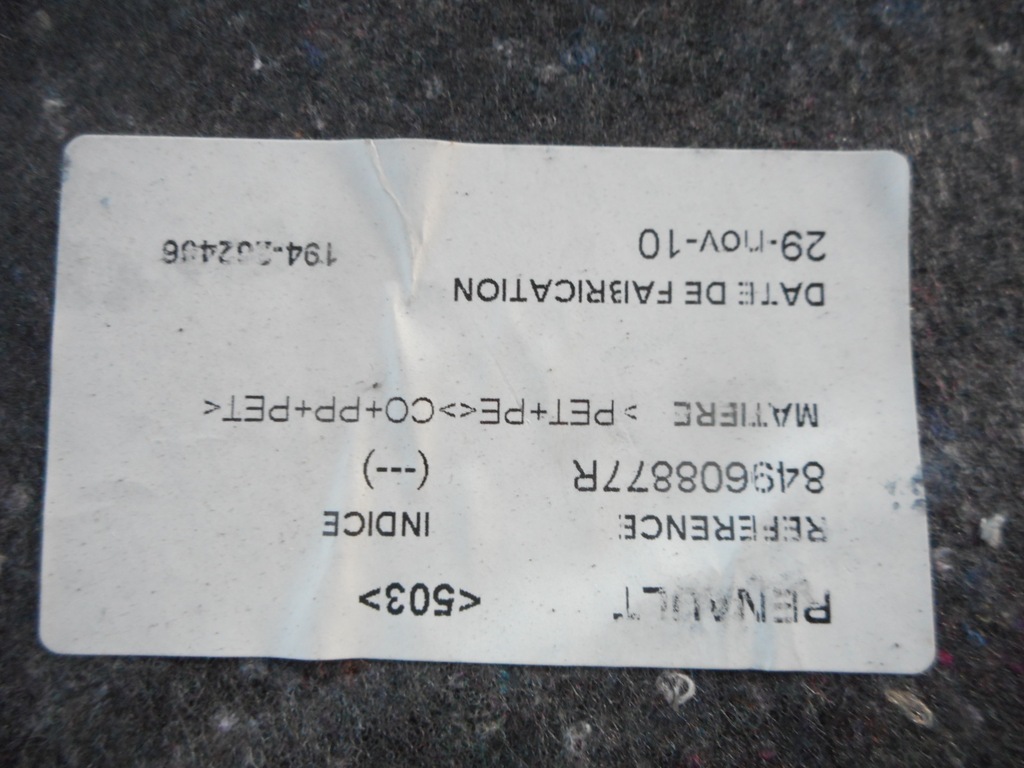 RENAULT <503>
REFERENCE INDICE
849608877R (---)
MATIERE >PET+PE<>CO+PP+PET<
DATE DE FABRICATION
29-nov-10